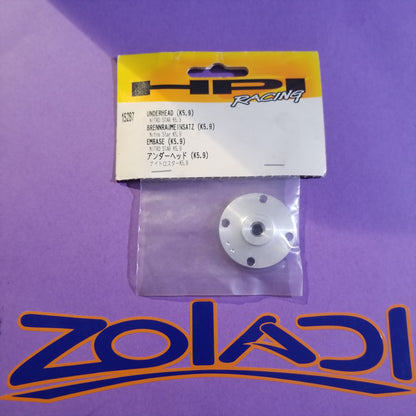 HPI
RACING
15297
UNDERHEAD (K5.9)
NITRO STAR K5.9
BRENNRAUMEINSATZ (K5.9)
Nitro Star K5.9
EMBASE (K5.9)
NITRO STAR K5.9
アンダーヘッド (K5.9)
ナイトロスターK5.9
ZOIACI